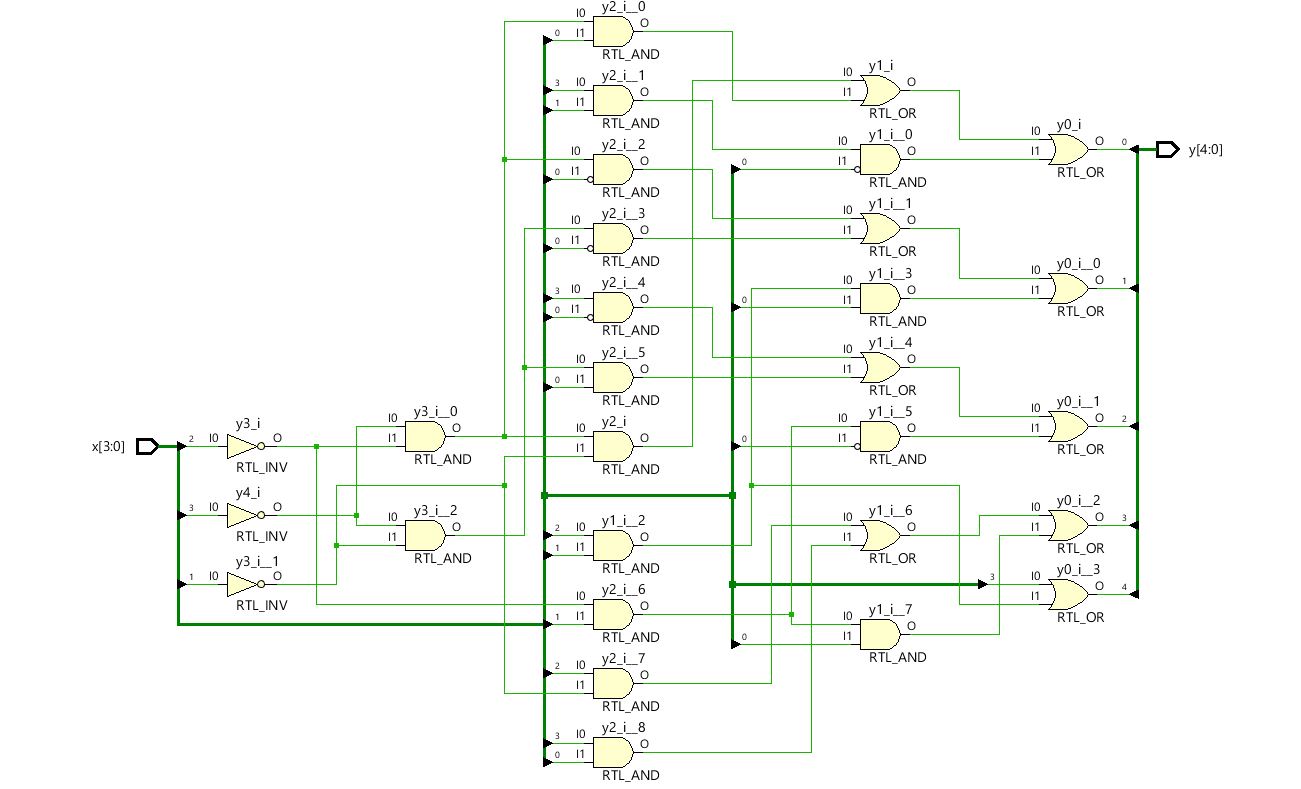 y2_i__0
I0 O
0 I1
RTL_AND
y2_i__1
3 I0 O
1 I1
RTL_AND
y2_i__2
I0 O
0 I1
RTL_AND
y2_i__3
I0 O
0 I1
RTL_AND
y2_i__4
3 I0 O
0 I1
RTL_AND
y2_i__5
I0 O
0 I1
RTL_AND
y2_i
I0 O
I1
RTL_AND
y1_i__2
2 I0 O
1 I1
RTL_AND
y2_i__6
I0 O
1 I1
RTL_AND
y2_i__7
2 I0 O
I1
RTL_AND
y2_i__8
3 I0 O
0 I1
RTL_AND
x[3:0]
y3_i
2 I0 O
RTL_INV
y4_i
3 I0 O
RTL_INV
y3_i__1
1 I0 O
RTL_INV
y3_i__0
I0 O
I1
RTL_AND
y3_i__2
I0 O
I1
RTL_AND
y1_i
I0 O
I1
RTL_OR
y1_i__0
I0 O
0 I1
RTL_AND
y1_i__1
I0 O
I1
RTL_OR
y1_i__3
I0 O
0 I1
RTL_AND
y1_i__4
I0 O
I1
RTL_OR
y1_i__5
I0 O
0 I1
RTL_AND
y1_i__6
I0 O
I1
RTL_OR
y1_i__7
I0 O
0 I1
RTL_AND
y0_i
I0 O 0
I1
RTL_OR
y[4:0]
y0_i__0
I0 O 1
I1
RTL_OR
y0_i__1
I0 O 2
I1
RTL_OR
y0_i__2
I0 O 3
I1
RTL_OR
y0_i__3
3 I0 O 4
I1
RTL_OR